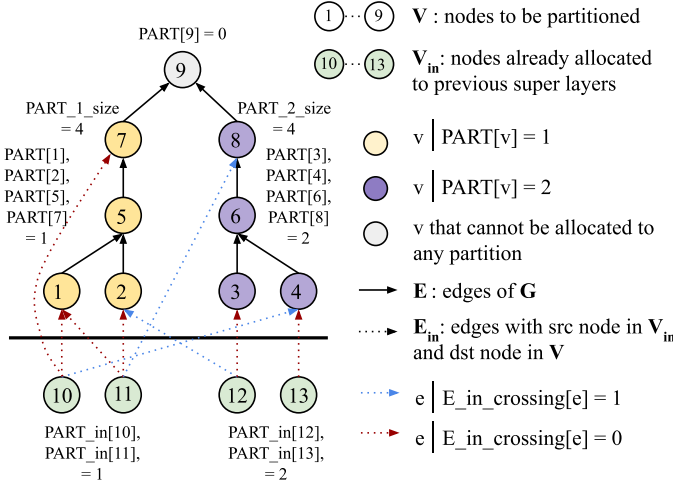 PART[9] = 0
9
PART_1_size
= 4
7
PART[1],
PART[2],
PART[5],
PART[7]
= 1
PART_2_size
= 4
8
PART[3],
PART[4],
PART[6],
PART[8]
= 2
5
6
1
2
3
4
10
11
12
13
PART_in[10],
PART_in[11],
= 1
PART_in[12],
PART_in[13],
= 2
1 9 V : nodes to be partitioned
10 13 V_in : nodes already allocated
to previous super layers
v | PART[v] = 1
v | PART[v] = 2
v that cannot be allocated to
any partition
E : edges of G
E_in: edges with src node in V_in
and dst node in V
e | E_in_crossing[e] = 1
e | E_in_crossing[e] = 0